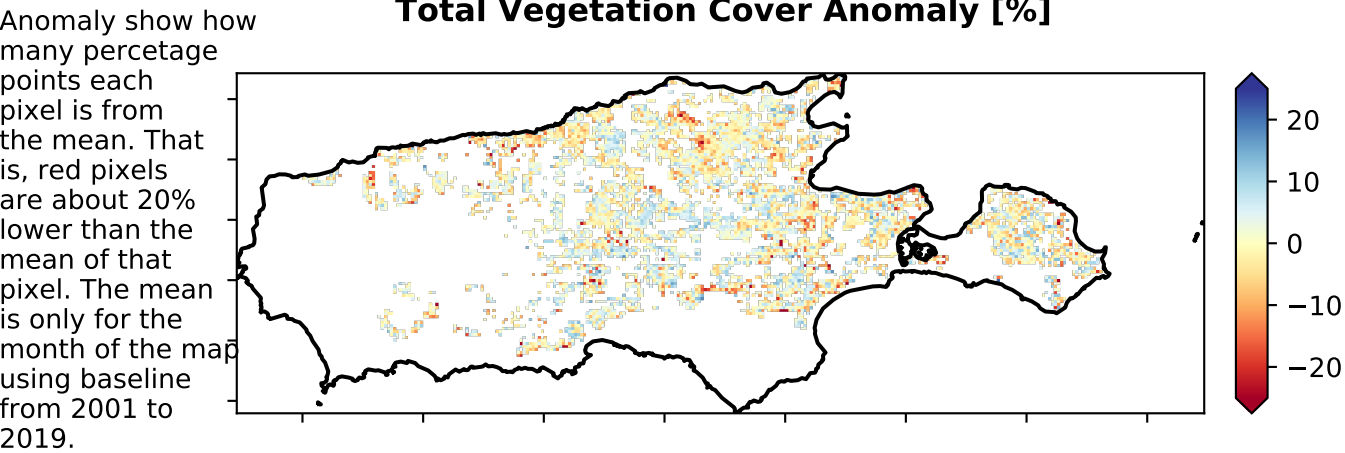 Total Vegetation Cover Anomaly [%]
Anomaly show how
many percetage
points each
pixel is from
the mean. That
is, red pixels
are about 20%
lower than the
mean of that
pixel. The mean
is only for the
month of the map
using baseline
from 2001 to
2019.
20
10
0
−10
−20